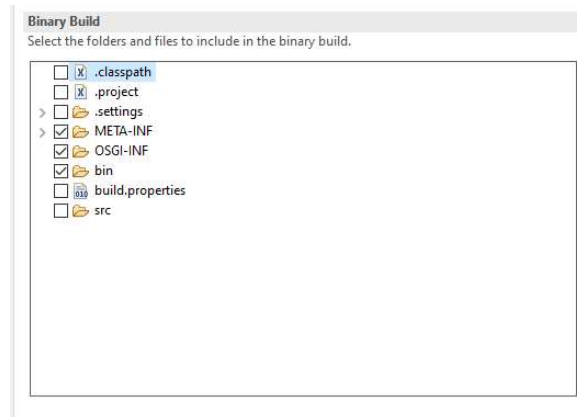 Binary Build
Select the folders and files to include in the binary build.
.classpath
.project
.settings
META-INF
OSGI-INF
bin
build.properties
src